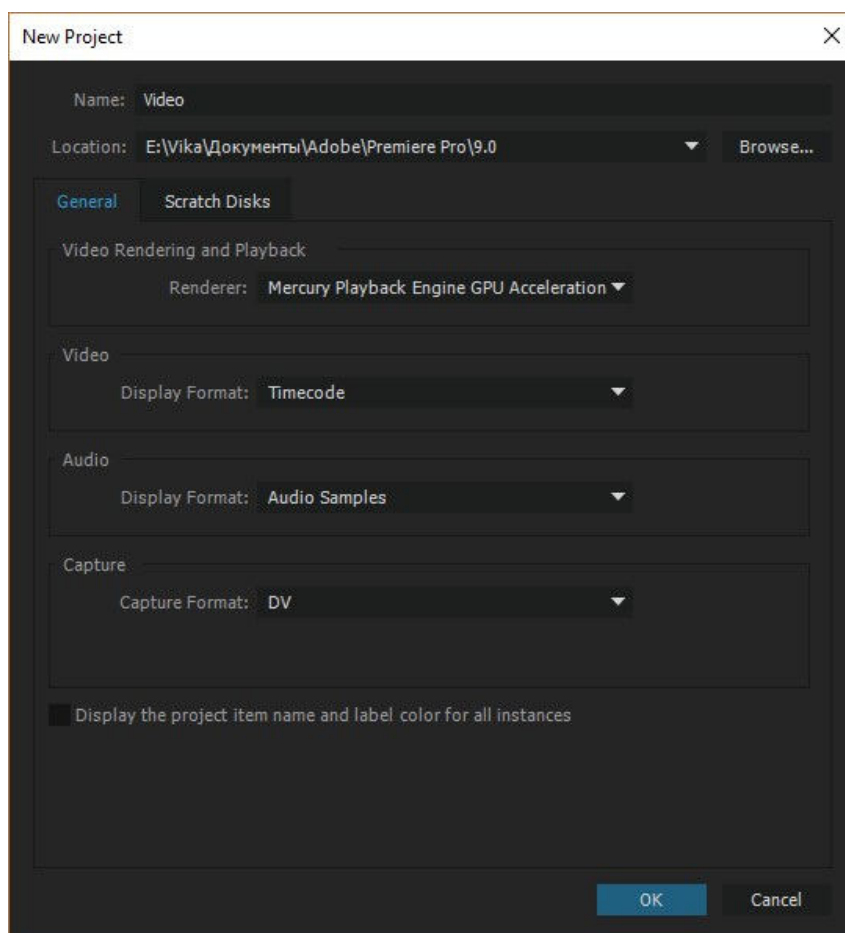 New Project
Name: Video
Location: E:\Vika\Документы\Adobe\Premiere Pro\9.0 Browse...
General Scratch Disks
Video Rendering and Playback
Renderer: Mercury Playback Engine GPU Acceleration
Video
Display Format: Timecode
Audio
Display Format: Audio Samples
Capture
Capture Format: DV
Display the project item name and label color for all instances
OK Cancel